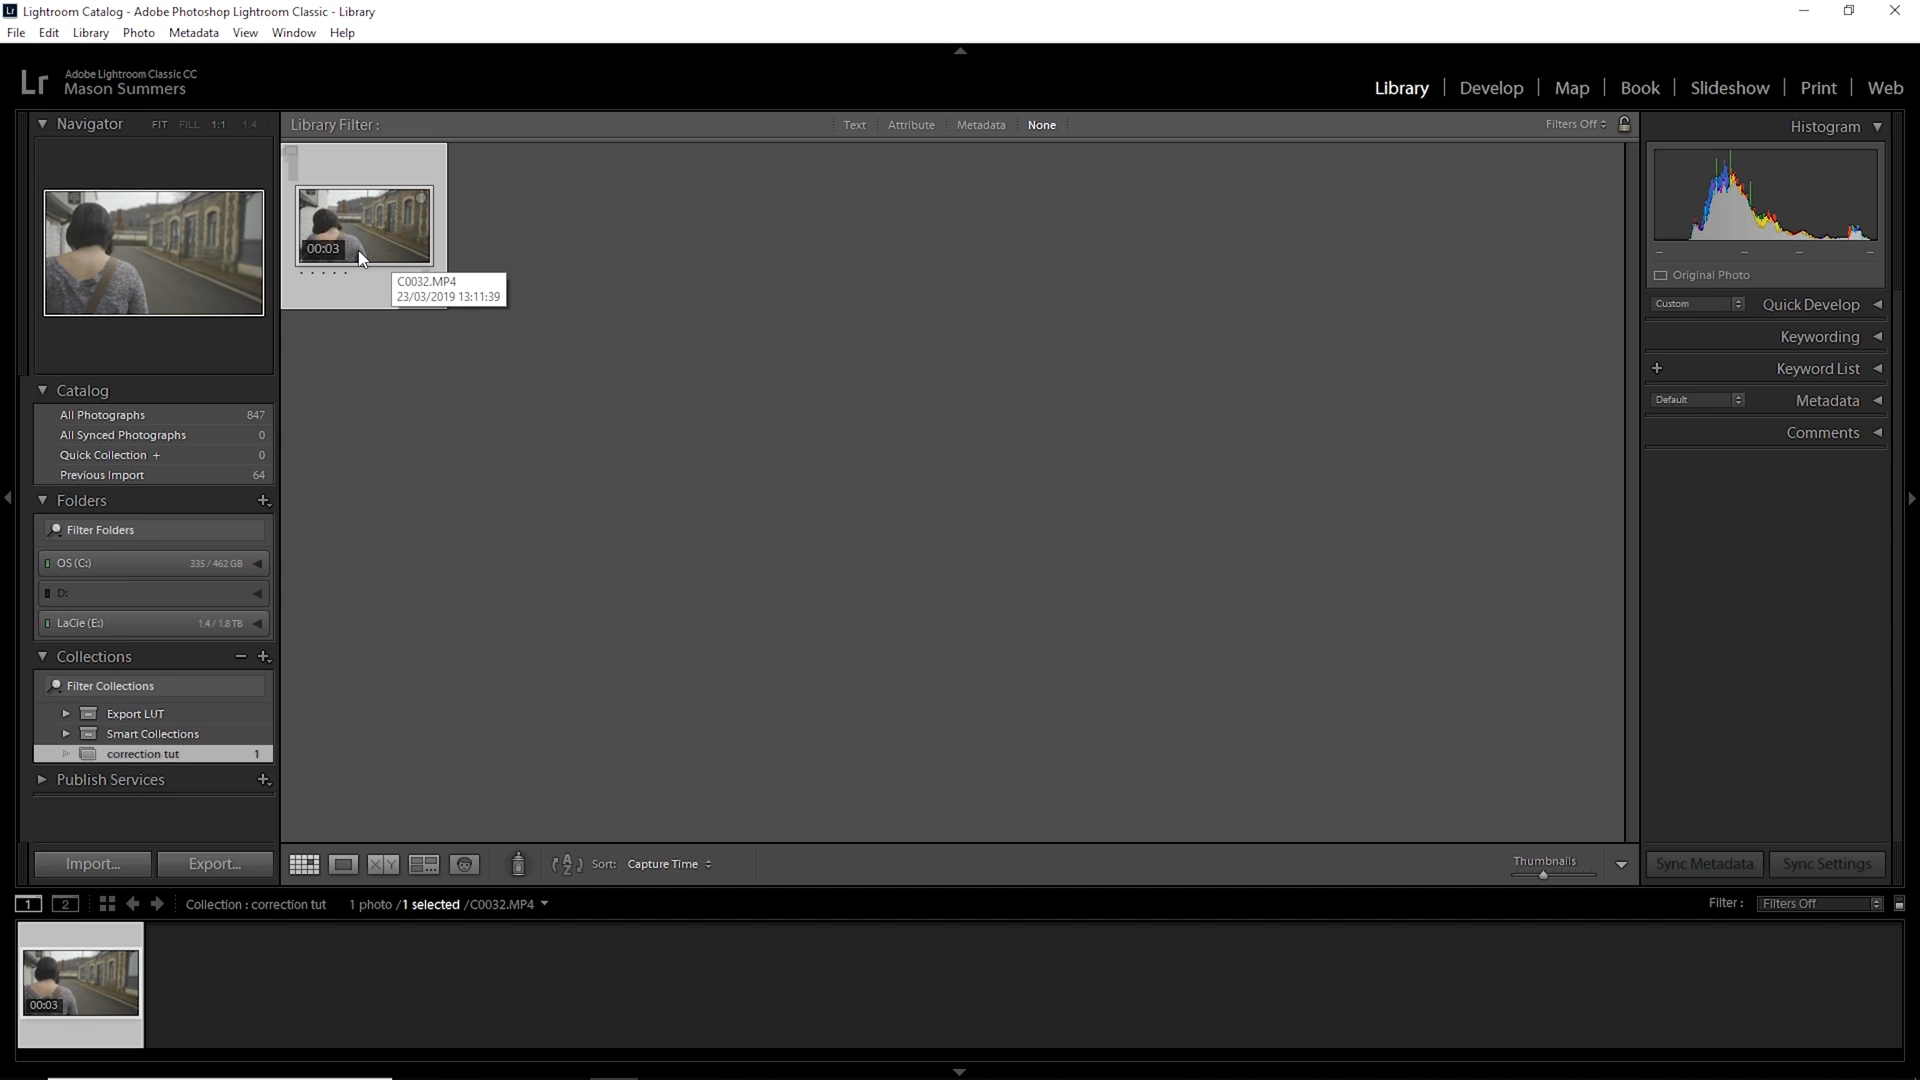 Lr Lightroom Catalog - Adobe Photoshop Lightroom Classic - Library
File Edit Library Photo Metadata View Window Help
Lr Adobe Lightroom Classic CC
Mason Summers
Library Develop Map Book Slideshow Print Web
Navigator FIT FILL 1:1 1:4
Library Filter : Text Attribute Metadata None Filters Off
Histogram
00:03
C0032.MP4
23/03/2019 13:11:39
Original Photo
Custom Quick Develop
Keywording
Keyword List
Default Metadata
Comments
Catalog
All Photographs 847
All Synced Photographs 0
Quick Collection + 0
Previous Import 64
Folders
Filter Folders
OS (C:) 335 / 462 GB
D:
LaCie (E:) 1.4 / 1.8 TB
Collections
Filter Collections
Export LUT
Smart Collections
correction tut 1
Publish Services
Import... Export...
X Y A Z Sort: Capture Time Thumbnails
Sync Metadata Sync Settings
1 2 Collection : correction tut 1 photo / 1 selected / C0032.MP4 Filter : Filters Off
00:03